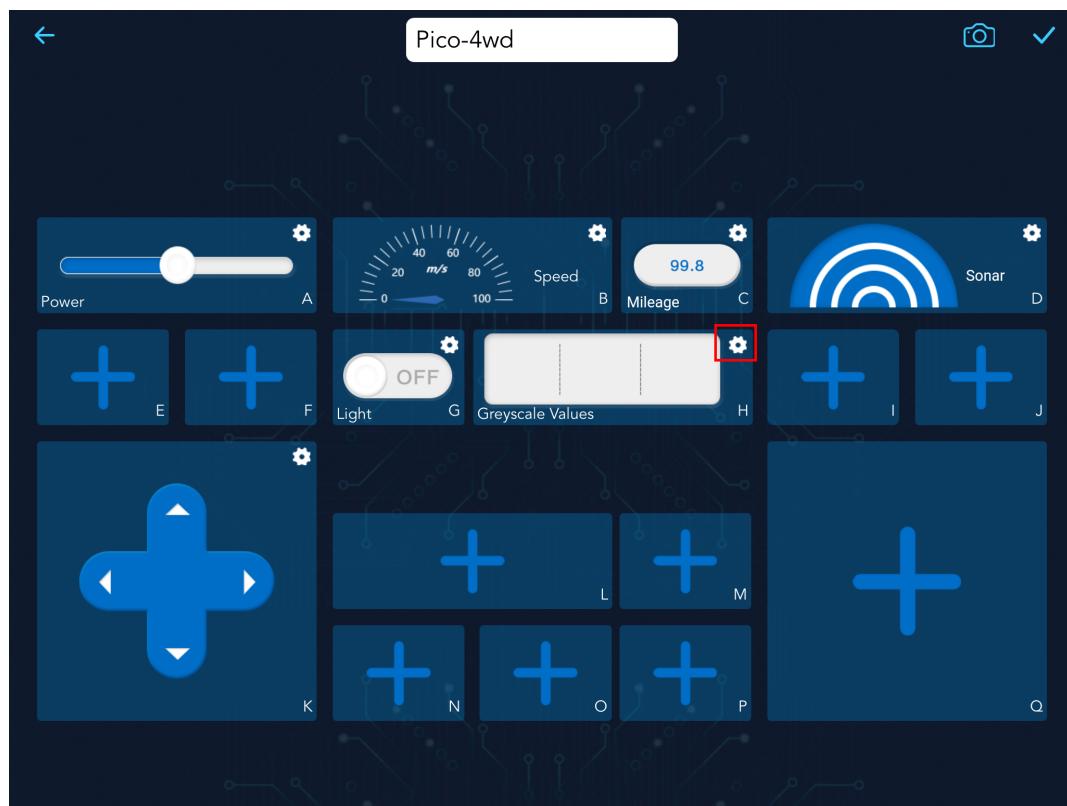 Pico-4wd
Power
A
0
20
40
60
80
100
m/s
Speed
B
99.8
Mileage
C
Sonar
D
E
F
OFF
Light
G
Greyscale Values
H
I
J
K
L
M
N
O
P
Q